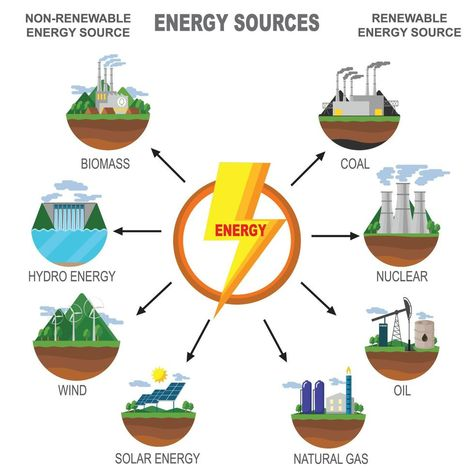 NON-RENEWABLE
ENERGY SOURCE
ENERGY SOURCES
RENEWABLE
ENERGY SOURCE
BIOMASS
COAL
ENERGY
HYDRO ENERGY
NUCLEAR
WIND
OIL
SOLAR ENERGY
NATURAL GAS